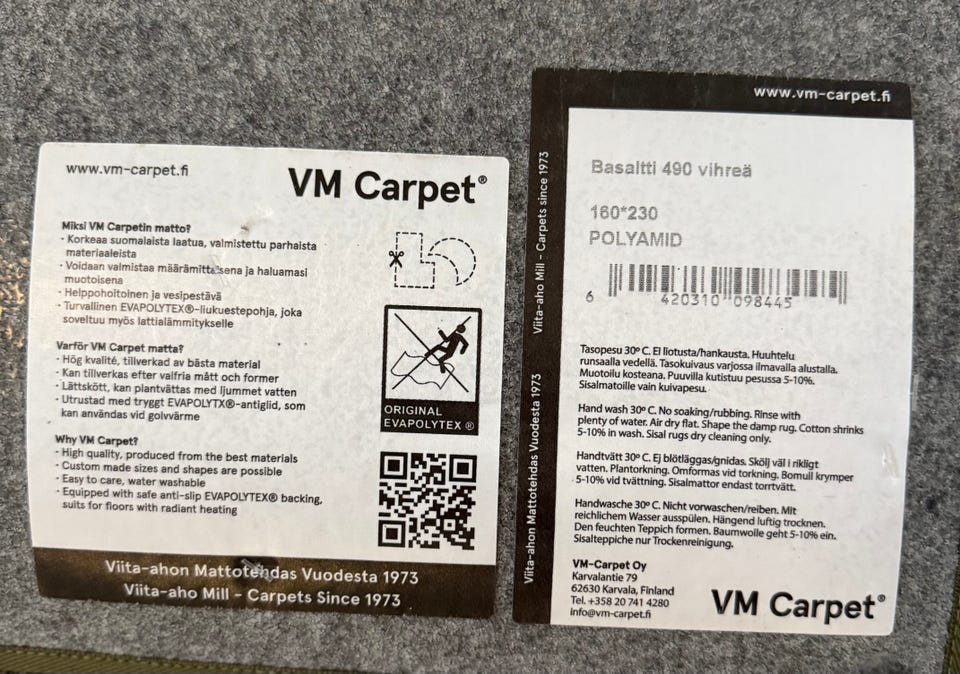 www.vm-carpet.fi
VM Carpet®
Miksi VM Carpetin matto?
· Korkeaa suomalaista laatua, valmistettu parhaista
materiaaleista
· Voidaan valmistaa määrämittaisena ja haluamasi
muotoisena
· Helppohoitoinen ja vesipestävä
· Turvallinen EVAPOLYTEX®-liukuestepohja, joka
soveltuu myös lattialämmitykselle
Varför VM Carpet matta?
· Hög kvalité, tillverkad av bästa material
· Kan tillverkas efter valfria mått och former
· Lättskött, kan plantvättas med ljummet vatten
· Utrustad med tryggt EVAPOLYTX®-antiglid, som
kan användas vid golvvärme
Why VM Carpet?
· High quality, produced from the best materials
· Custom made sizes and shapes are possible
· Easy to care, water washable
· Equipped with safe anti-slip EVAPOLYTEX® backing,
suits for floors with radiant heating
ORIGINAL
EVAPOLYTEX ®
Viita-ahon Mattotehdas Vuodesta 1973
Viita-aho Mill - Carpets Since 1973
www.vm-carpet.fi
Viita-ahon Mattotehdas Vuodesta 1973
Viita-aho Mill - Carpets since 1973
Basaltti 490 vihreä
160*230
POLYAMID
6 420310 098445
Tasopesu 30º C. Ei liotusta/hankausta. Huuhtelu
runsaalla vedellä. Tasokuivaus varjossa ilmavalla alustalla.
Muotoilu kosteana. Puuvilla kutistuu pesussa 5-10%.
Sisalmatoille vain kuivapesu.
Hand wash 30º C. No soaking/rubbing. Rinse with
plenty of water. Air dry flat. Shape the damp rug. Cotton shrinks
5-10% in wash. Sisal rugs dry cleaning only.
Handtvätt 30º C. Ej blötläggas/gnidas. Skölj väl i rikligt
vatten. Plantorkning. Omformas vid torkning. Bomull krymper
5-10% vid tvättning. Sisalmattor endast torrtvätt.
Handwasche 30º C. Nicht vorwaschen/reiben. Mit
reichlichem Wasser ausspülen. Hängend luftig trocknen.
Den feuchten Teppich formen. Baumwolle geht 5-10% ein.
Sisalteppiche nur Trockenreinigung.
VM-Carpet Oy
Karvalantie 79
62630 Karvala, Finland
Tel. +358 20 741 4280
info@vm-carpet.fi
VM Carpet®